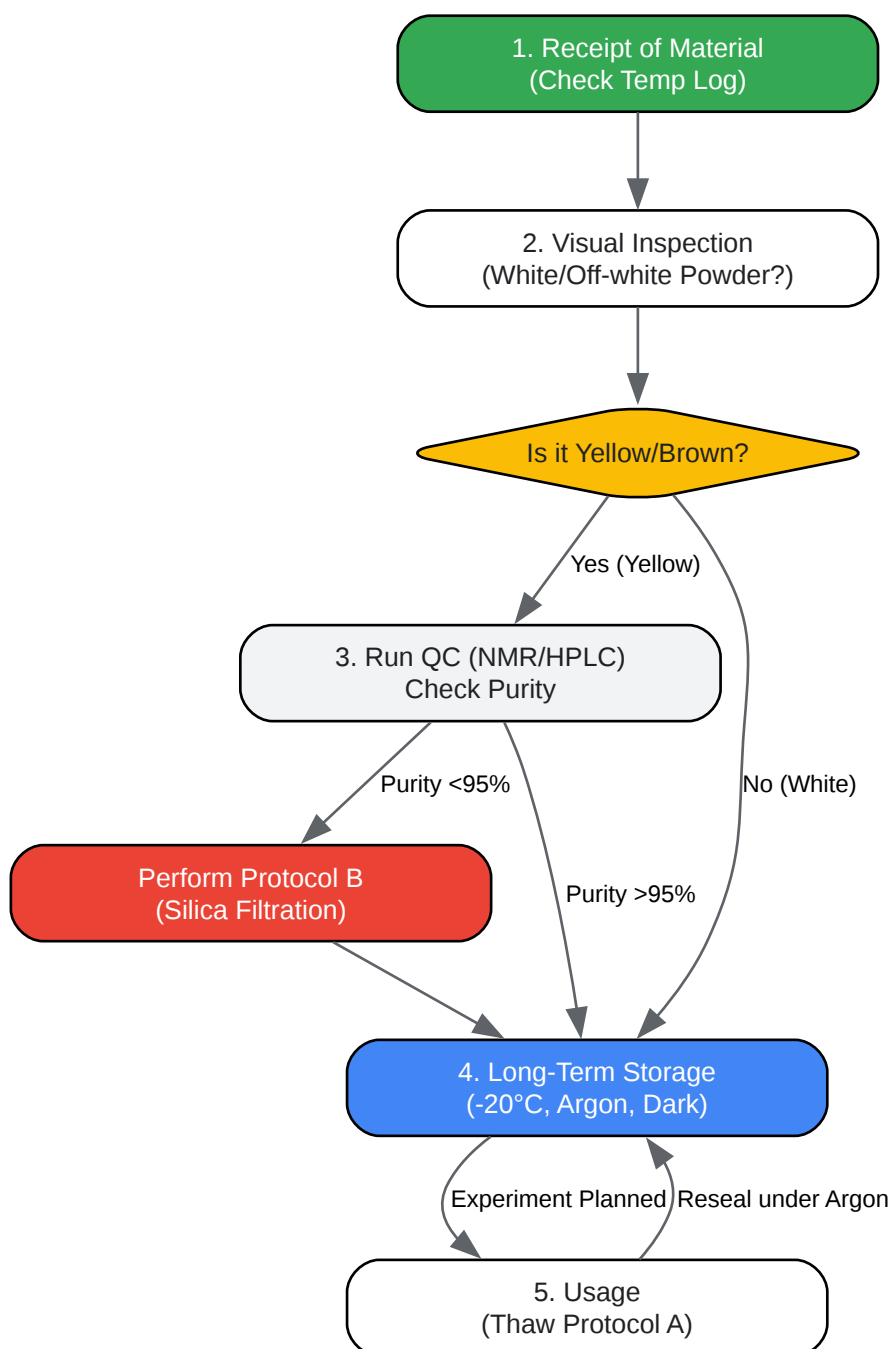 1. Receipt of Material
(Check Temp Log)
2. Visual Inspection
(White/Off-white Powder?)
Is it Yellow/Brown?
Yes (Yellow)
3. Run QC (NMR/HPLC)
Check Purity
Purity <95%
No (White)
Perform Protocol B
(Silica Filtration)
Purity >95%
4. Long-Term Storage
(-20°C, Argon, Dark)
Experiment Planned
Reseal under Argon
5. Usage
(Thaw Protocol A)